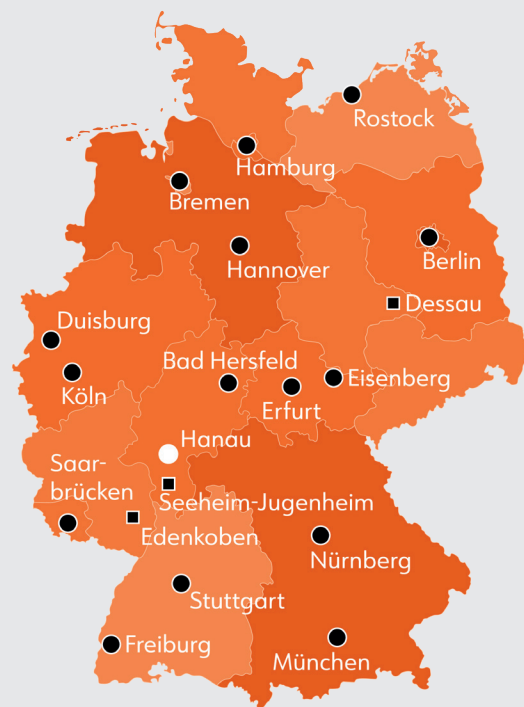 Rostock
Hamburg
Bremen
Hannover
Berlin
Dessau
Duisburg
Bad Hersfeld
Eisenberg
Köln
Erfurt
Hanau
Saar-
brücken
Seeheim-Jugenheim
Edenkoben
Nürnberg
Stuttgart
Freiburg
München